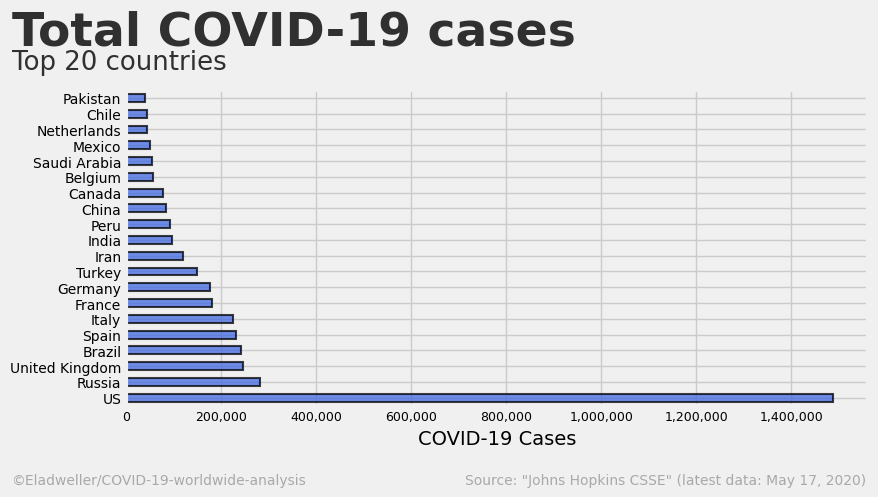 Total COVID-19 cases
Top 20 countries
Pakistan
Chile
Netherlands
Mexico
Saudi Arabia
Belgium
Canada
China
Peru
India
Iran
Turkey
Germany
France
Italy
Spain
Brazil
United Kingdom
Russia
US
0 200,000 400,000 600,000 800,000 1,0000,000 1,200,000 1,400,000
COVID-19 Cases
©Eladweller/COVID-19-worldwide-analysis Source: "Johns Hopkins CSSE" (latest data: May 17, 2020)